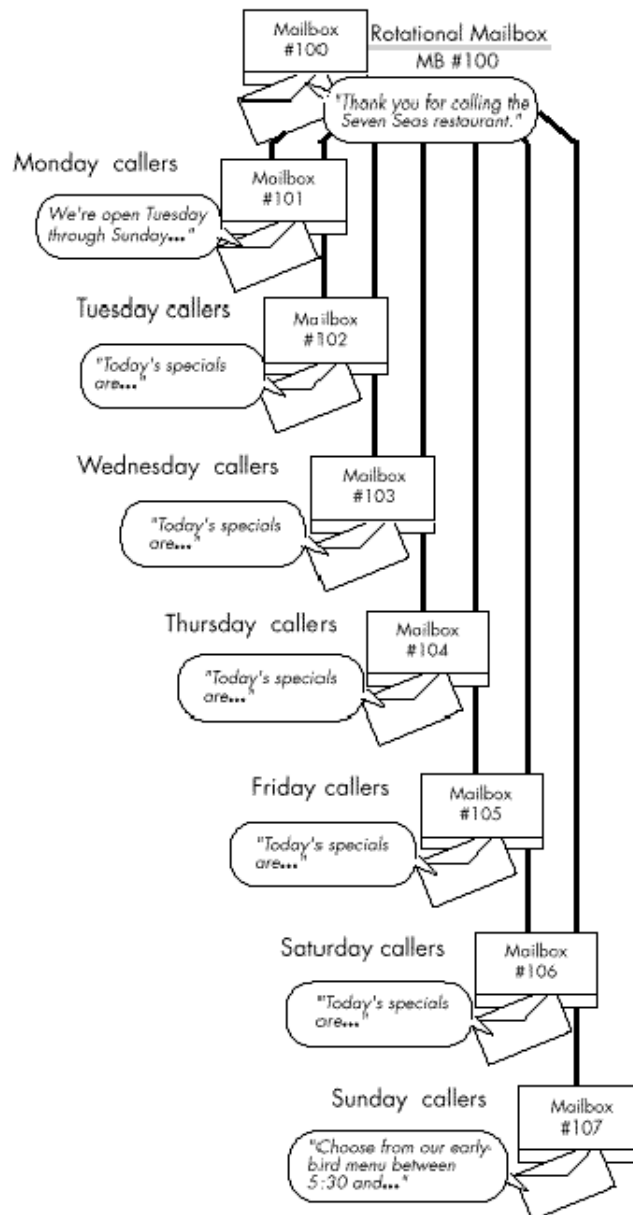 Mailbox
#100
Rotational Mailbox
MB #100
"Thank you for calling the
Seven Seas restaurant."
Monday callers
Mailbox
#101
We're open Tuesday
through Sunday..."
Tuesday callers
Mailbox
#102
"Today's specials
are..."
Wednesday callers
Mailbox
#103
"Today's specials
are..."
Thursday callers
Mailbox
#104
"Today's specials
are..."
Friday callers
Mailbox
#105
"Today's specials
are..."
Saturday callers
Mailbox
#106
"Today's specials
are..."
Sunday callers
Mailbox
#107
"Choose from our early-
bird menu between
5:30 and..."